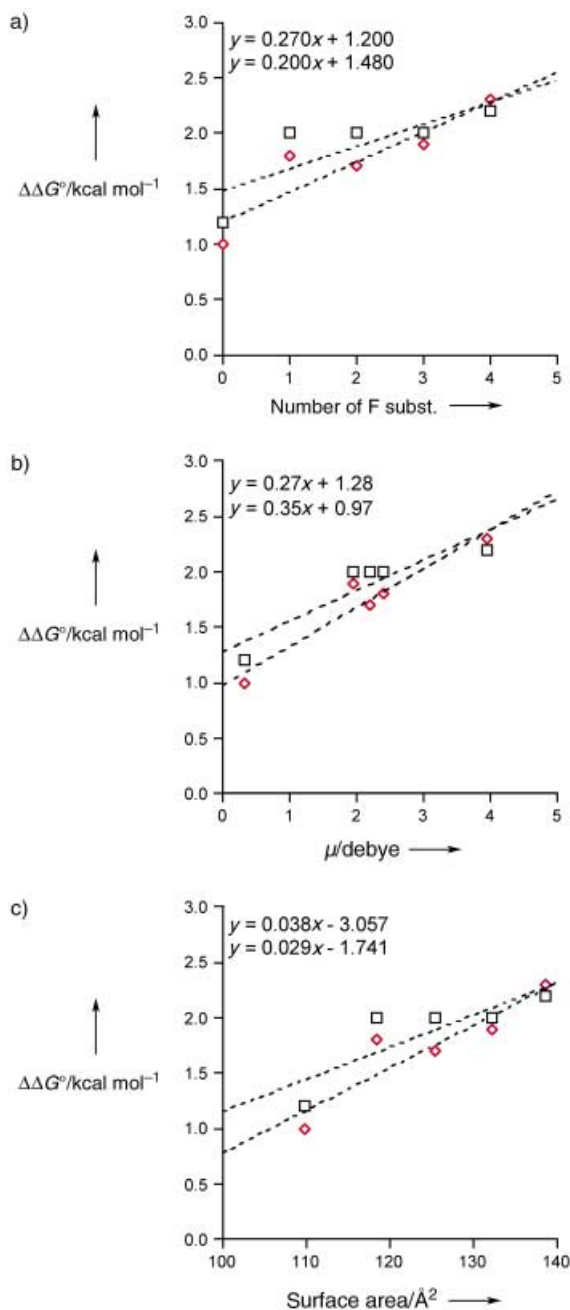 a)
y = 0.270x + 1.200
y = 0.200x + 1.480
3.0
2.5
2.0
1.5
1.0
0.5
0.0
ΔΔG°/kcal mol⁻¹
0 1 2 3 4 5
Number of F subst.
b)
y = 0.27x + 1.28
y = 0.35x + 0.97
3.0
2.5
2.0
1.5
1.0
0.5
0.0
ΔΔG°/kcal mol⁻¹
0 1 2 3 4 5
μ/debye
c)
y = 0.038x - 3.057
y = 0.029x - 1.741
3.0
2.5
2.0
1.5
1.0
0.5
0.0
ΔΔG°/kcal mol⁻¹
100 110 120 130 140
Surface area/Å²